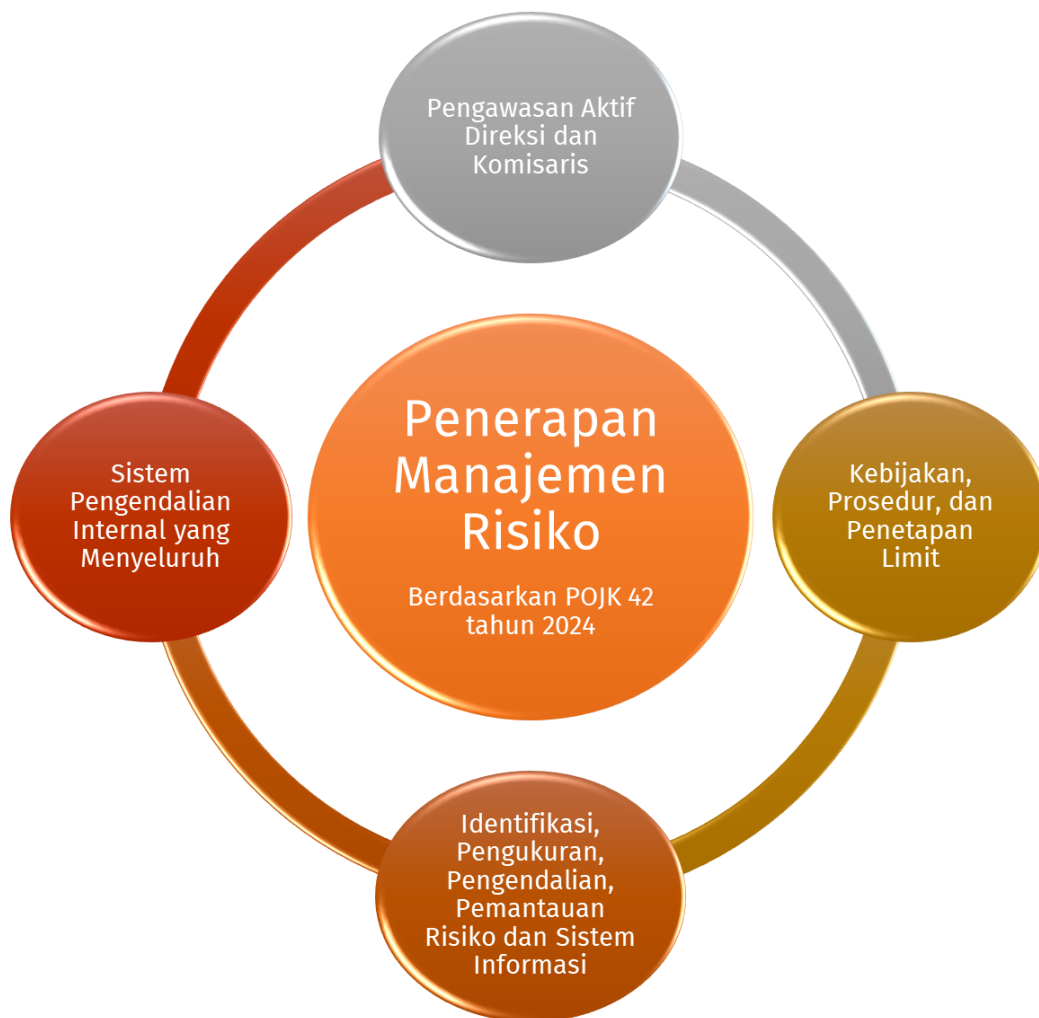 Pengawasan Aktif
Direksi dan
Komisaris
Penerapan
Manajemen
Risiko
Berdasarkan POJK 42
tahun 2024
Sistem
Pengendalian
Internal yang
Menyeluruh
Kebijakan,
Prosedur, dan
Penetapan
Limit
Identifikasi,
Pengukuran,
Pengendalian,
Pemantauan
Risiko dan Sistem
Informasi